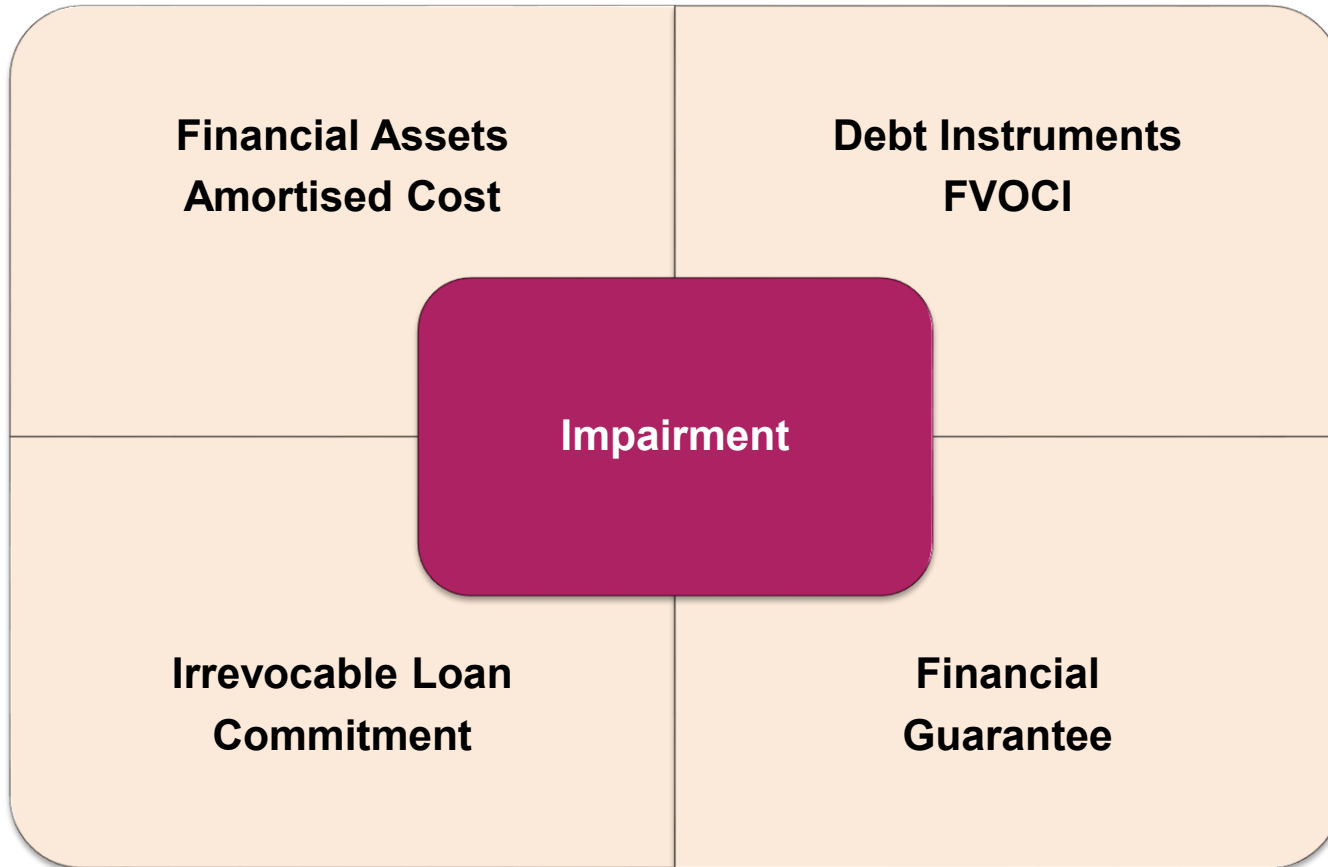 Financial Assets
Amortised Cost
Debt Instruments
FVOCI
Impairment
Irrevocable Loan
Commitment
Financial
Guarantee